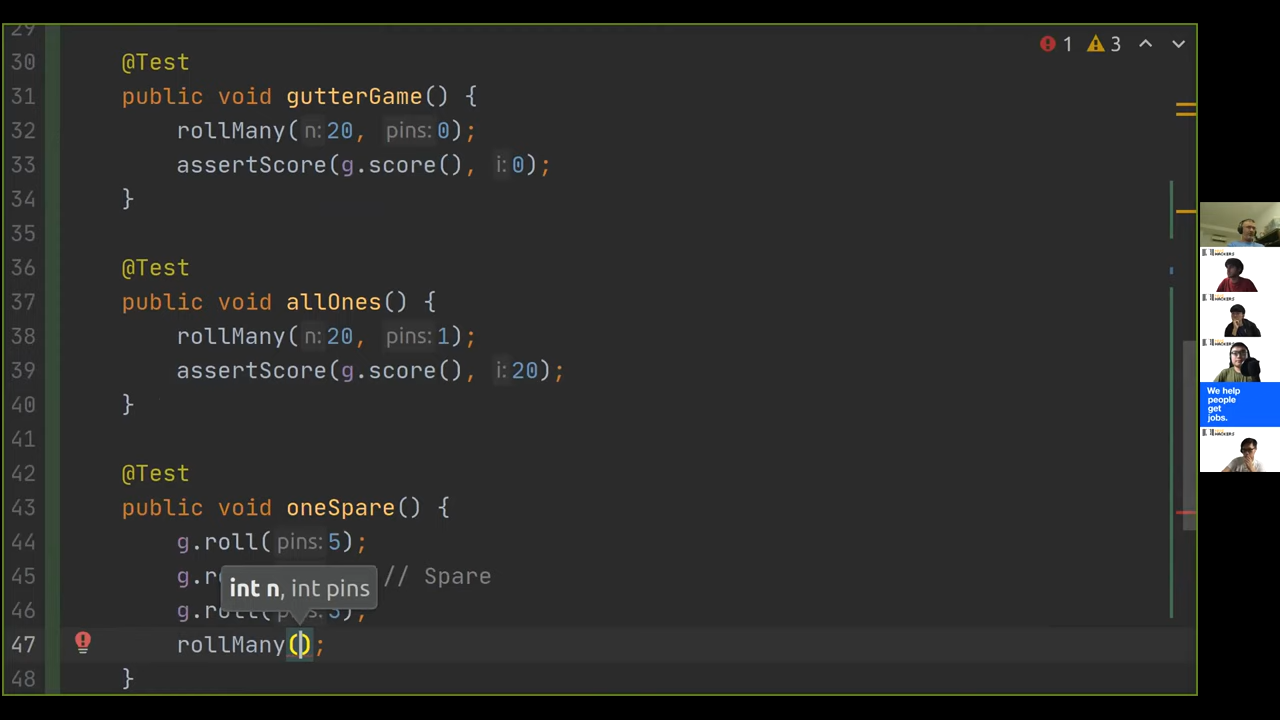 29
30 @Test
31 public void gutterGame() {
32 rollMany( n: 20, pins: 0);
33 assertScore(g.score(), i: 0);
34 }
35
36 @Test
37 public void allOnes() {
38 rollMany( n: 20, pins: 1);
39 assertScore(g.score(), i: 20);
40 }
41
42 @Test
43 public void oneSpare() {
44 g.roll( pins: 5);
45 g.r // Spare
int n, int pins
46 g.roll( pins: 3);
47 rollMany();
48 }
1 3
We help
people
get
jobs.